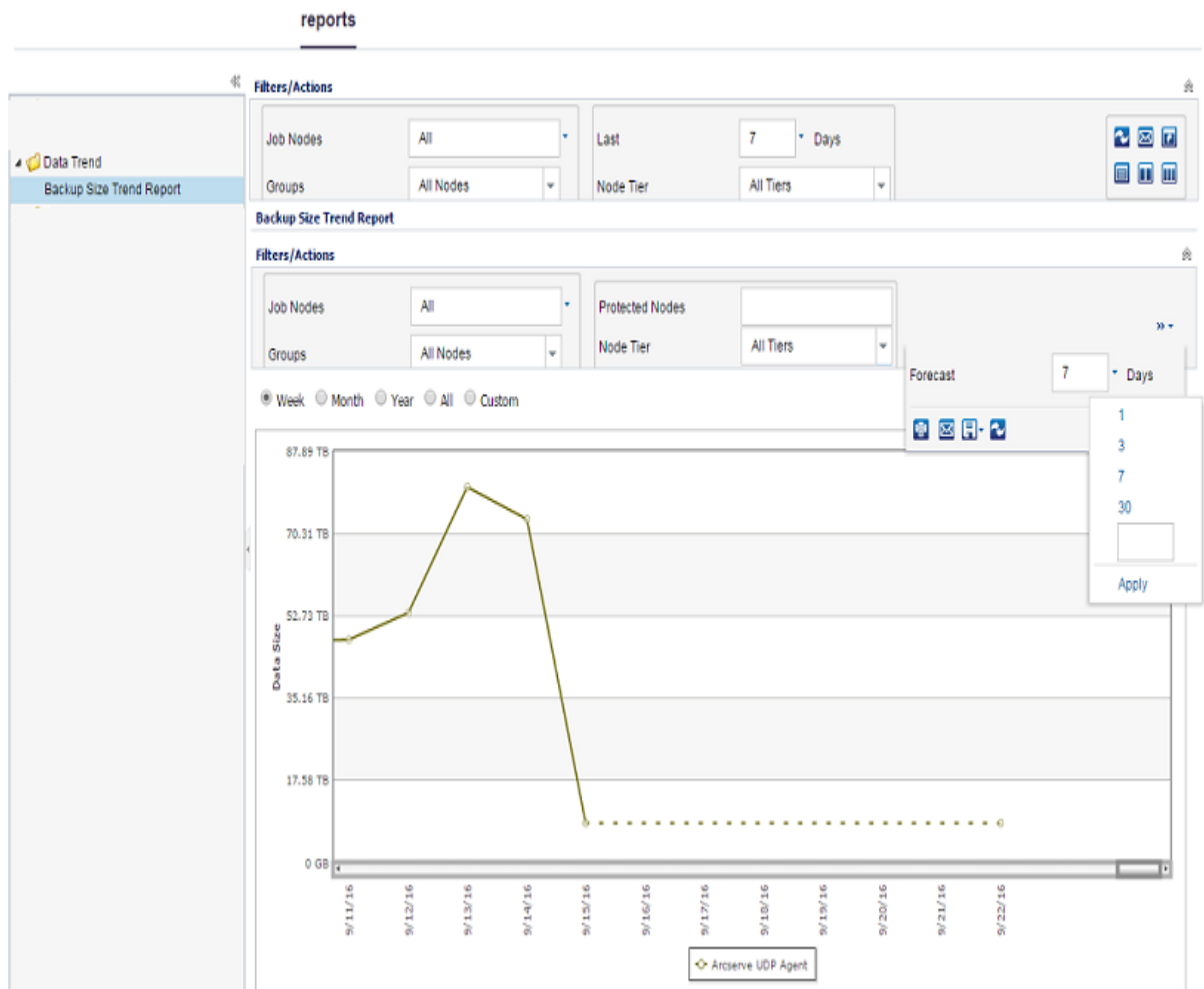 reports
Filters/Actions
Job Nodes
All
Last
7
Days
Groups
All Nodes
Node Tier
All Tiers
Data Trend
Backup Size Trend Report
Backup Size Trend Report
Filters/Actions
Job Nodes
All
Protected Nodes
Groups
All Nodes
Node Tier
All Tiers
Forecast
7
Days
1
3
7
30
Apply
Week
Month
Year
All
Custom
87.89 TB
70.31 TB
52.73 TB
35.16 TB
17.58 TB
0 GB
Data Size
9/11/16
9/12/16
9/13/16
9/14/16
9/15/16
9/16/16
9/17/16
9/18/16
9/19/16
9/20/16
9/21/16
9/22/16
Arcserve UDP Agent